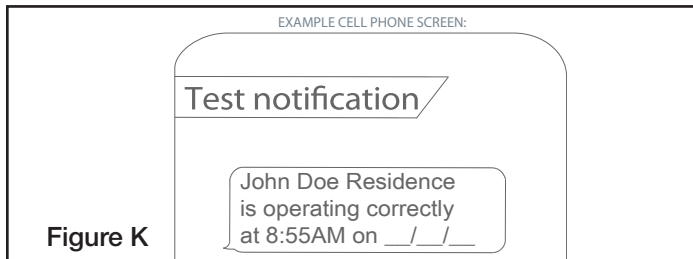 EXAMPLE CELL PHONE SCREEN:
Test notification
John Doe Residence
is operating correctly
at 8:55AM on __/__/__
Figure K